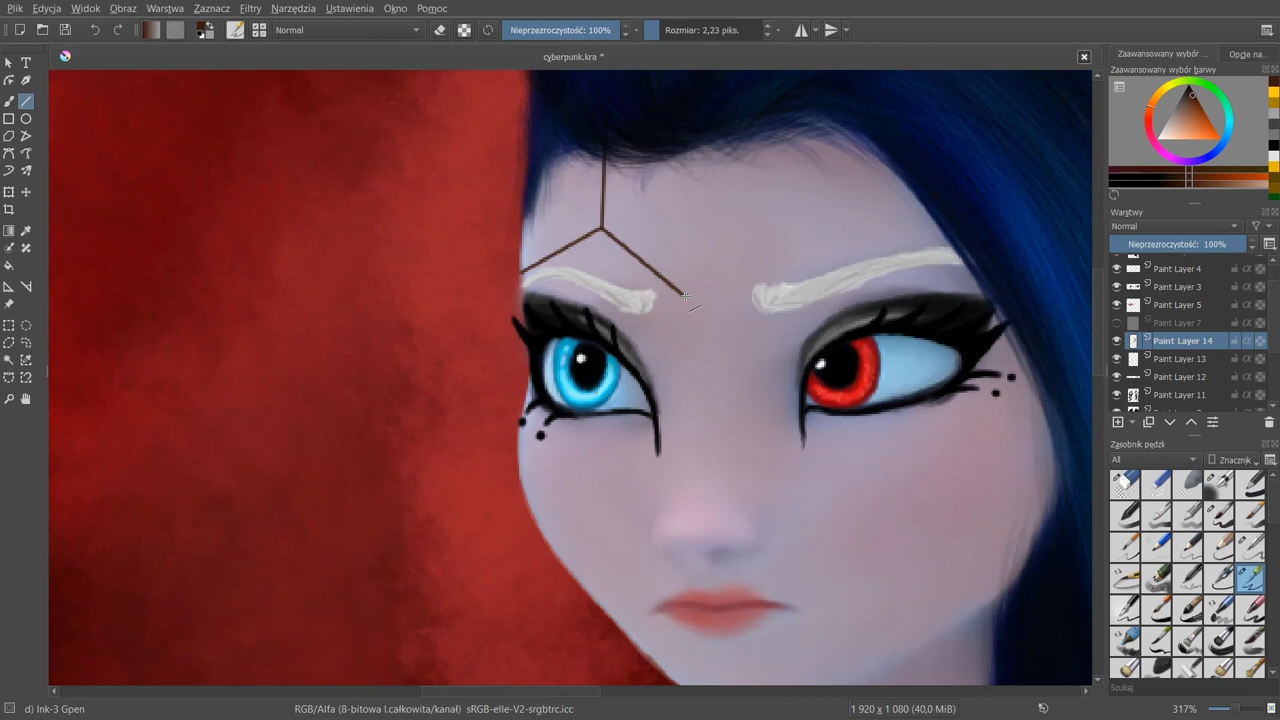 Plik Edycja Widok Obraz Warstwa Zaznacz Filtry Narzędzia Ustawienia Okno Pomoc
Normal
Nieprzezroczystość: 100%
Rozmiar: 2,23 piks.
cyberpunk.kra *
Zaawansowany wybór ...
Opcje na...
Zaawansowany wybór barwy
Warstwy
Normal
Nieprzezroczystość: 100%
Paint Layer 4
Paint Layer 3
Paint Layer 5
Paint Layer 7
Paint Layer 14
Paint Layer 13
Paint Layer 12
Paint Layer 11
Zasobnik pędzli
All
Znacznik
Szukaj
d) Ink-3 Gpen
RGB/Alfa (8-bitowa l.całkowita/kanał) sRGB-elle-V2-srgbtrc.icc
1 920 x 1 080 (40,0 MiB)
317%